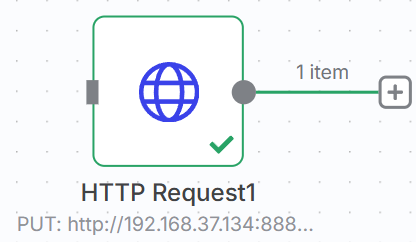 1 item
HTTP Request1
PUT: http://192.168.37.134:888...